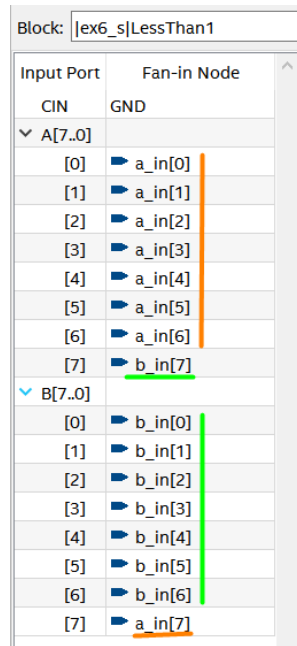 Block: |ex6_s|LessThan1
Input Port Fan-in Node
CIN GND
A[7..0]
[0] a_in[0]
[1] a_in[1]
[2] a_in[2]
[3] a_in[3]
[4] a_in[4]
[5] a_in[5]
[6] a_in[6]
[7] b_in[7]
B[7..0]
[0] b_in[0]
[1] b_in[1]
[2] b_in[2]
[3] b_in[3]
[4] b_in[4]
[5] b_in[5]
[6] b_in[6]
[7] a_in[7]